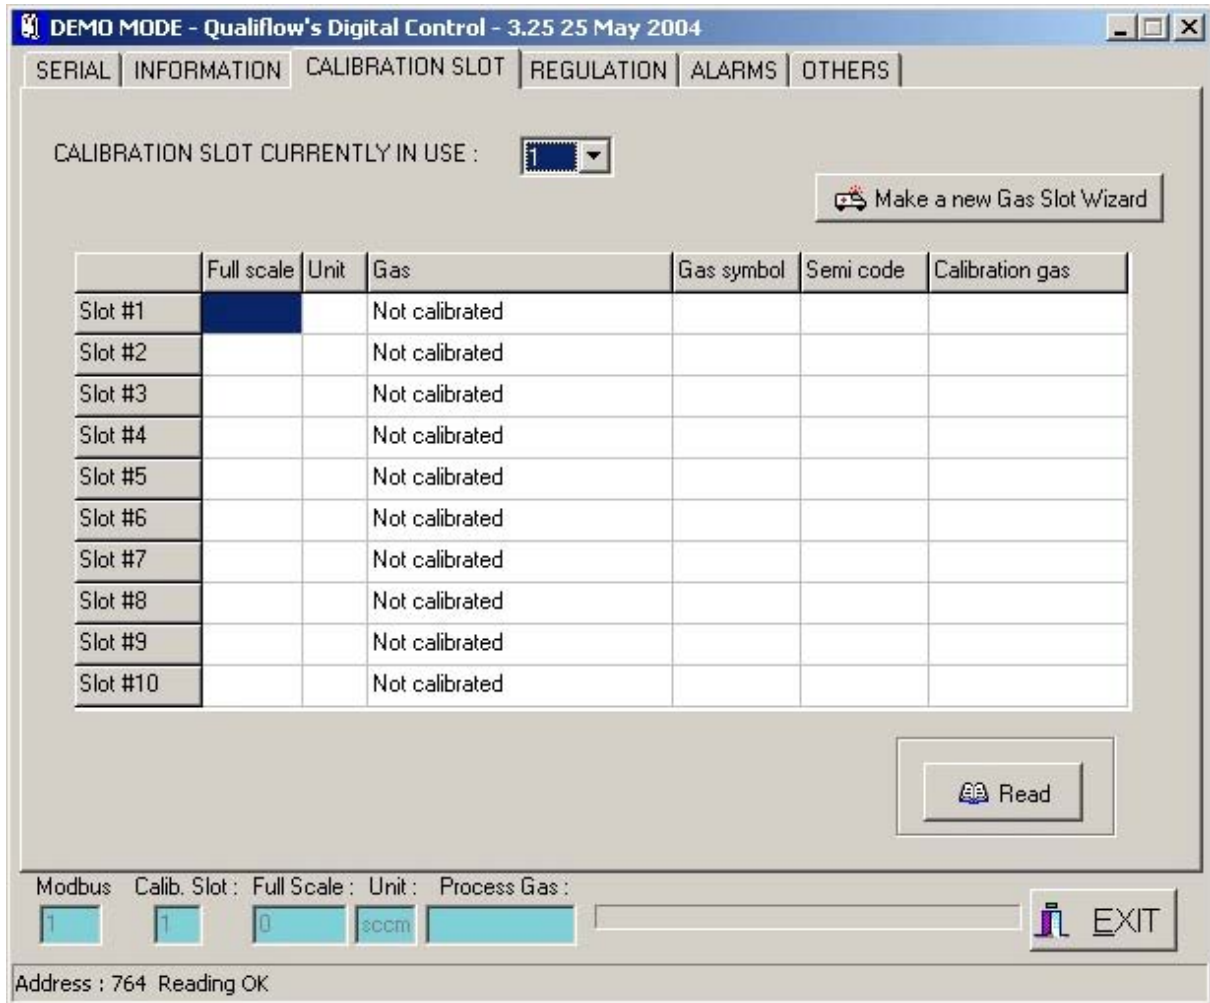 DEMO MODE - Qualiflow's Digital Control - 3.25 25 May 2004
SERIAL INFORMATION CALIBRATION SLOT REGULATION ALARMS OTHERS
CALIBRATION SLOT CURRENTLY IN USE : 1
Make a new Gas Slot Wizard
Full scale Unit Gas Gas symbol Semi code Calibration gas
Slot #1 Not calibrated
Slot #2 Not calibrated
Slot #3 Not calibrated
Slot #4 Not calibrated
Slot #5 Not calibrated
Slot #6 Not calibrated
Slot #7 Not calibrated
Slot #8 Not calibrated
Slot #9 Not calibrated
Slot #10 Not calibrated
Read
Modbus Calib. Slot : Full Scale : Unit : Process Gas :
1 1 0 sccm
EXIT
Address : 764 Reading OK